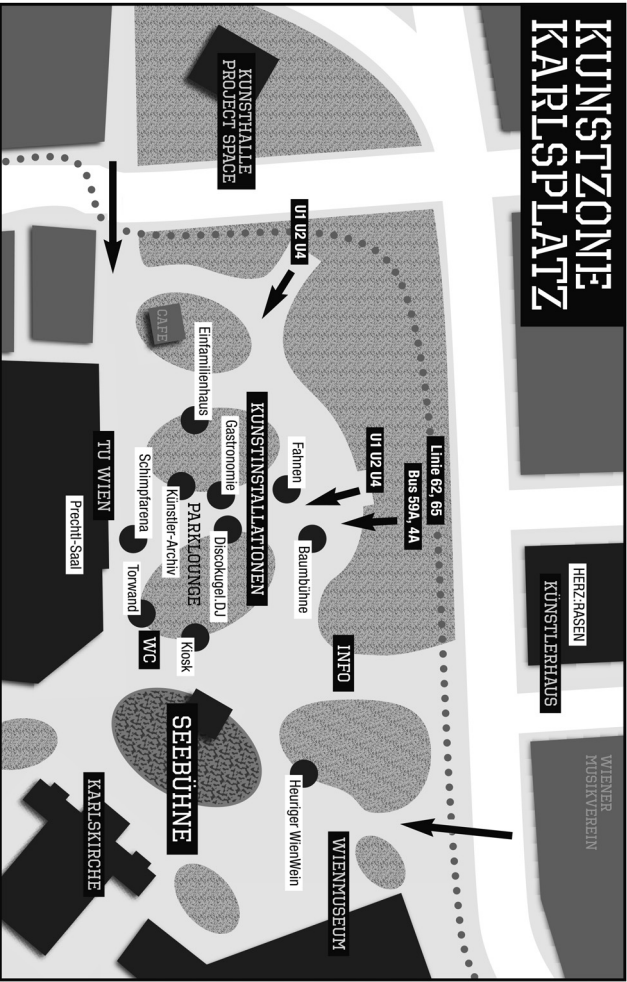 KUNSTZONE
KARLSPLATZ
WIENER
MUSIKVEREIN
HERZ:RASEN
KÜNSTLERHAUS
Linie 62, 65
Bus 59A, 4A
U1 U2 U4
U1 U2 U4
KUNSTHALLE
PROJECT SPACE
INFO
WIENMUSEUM
Baumbühne
Fahnen
Heuriger WienWein
KUNSTINSTALLATIONEN
Gastronomie
Discokugel.DJ
Einfamilienhaus
PARKLOUNGE
Kiosk
SEEBÜHNE
Künstler-Archiv
CAFE
Schimpfarena
Torwand
WC
TU WIEN
KARLSKIRCHE
Prechtl-Saal